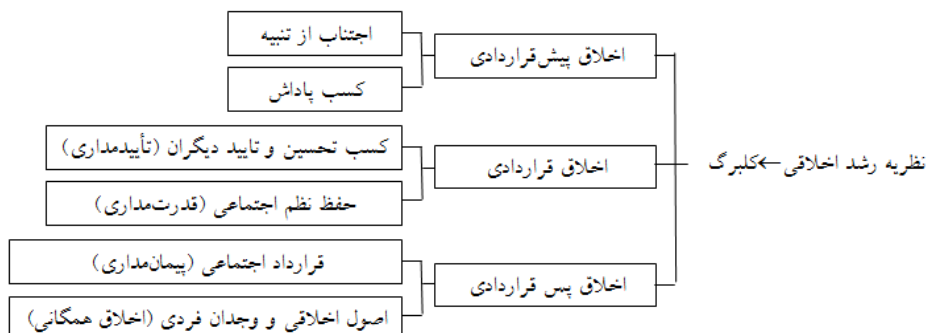 نظریه رشد اخلاقی←کلبرگ
اخلاق پیش‌قراردادی
اجتناب از تنبیه
کسب پاداش
اخلاق قراردادی
کسب تحسین و تایید دیگران (تأییدمداری)
حفظ نظم اجتماعی (قدرت‌مداری)
اخلاق پس قراردادی
قرارداد اجتماعی (پیمان‌مداری)
اصول اخلاقی و وجدان فردی (اخلاق همگانی)